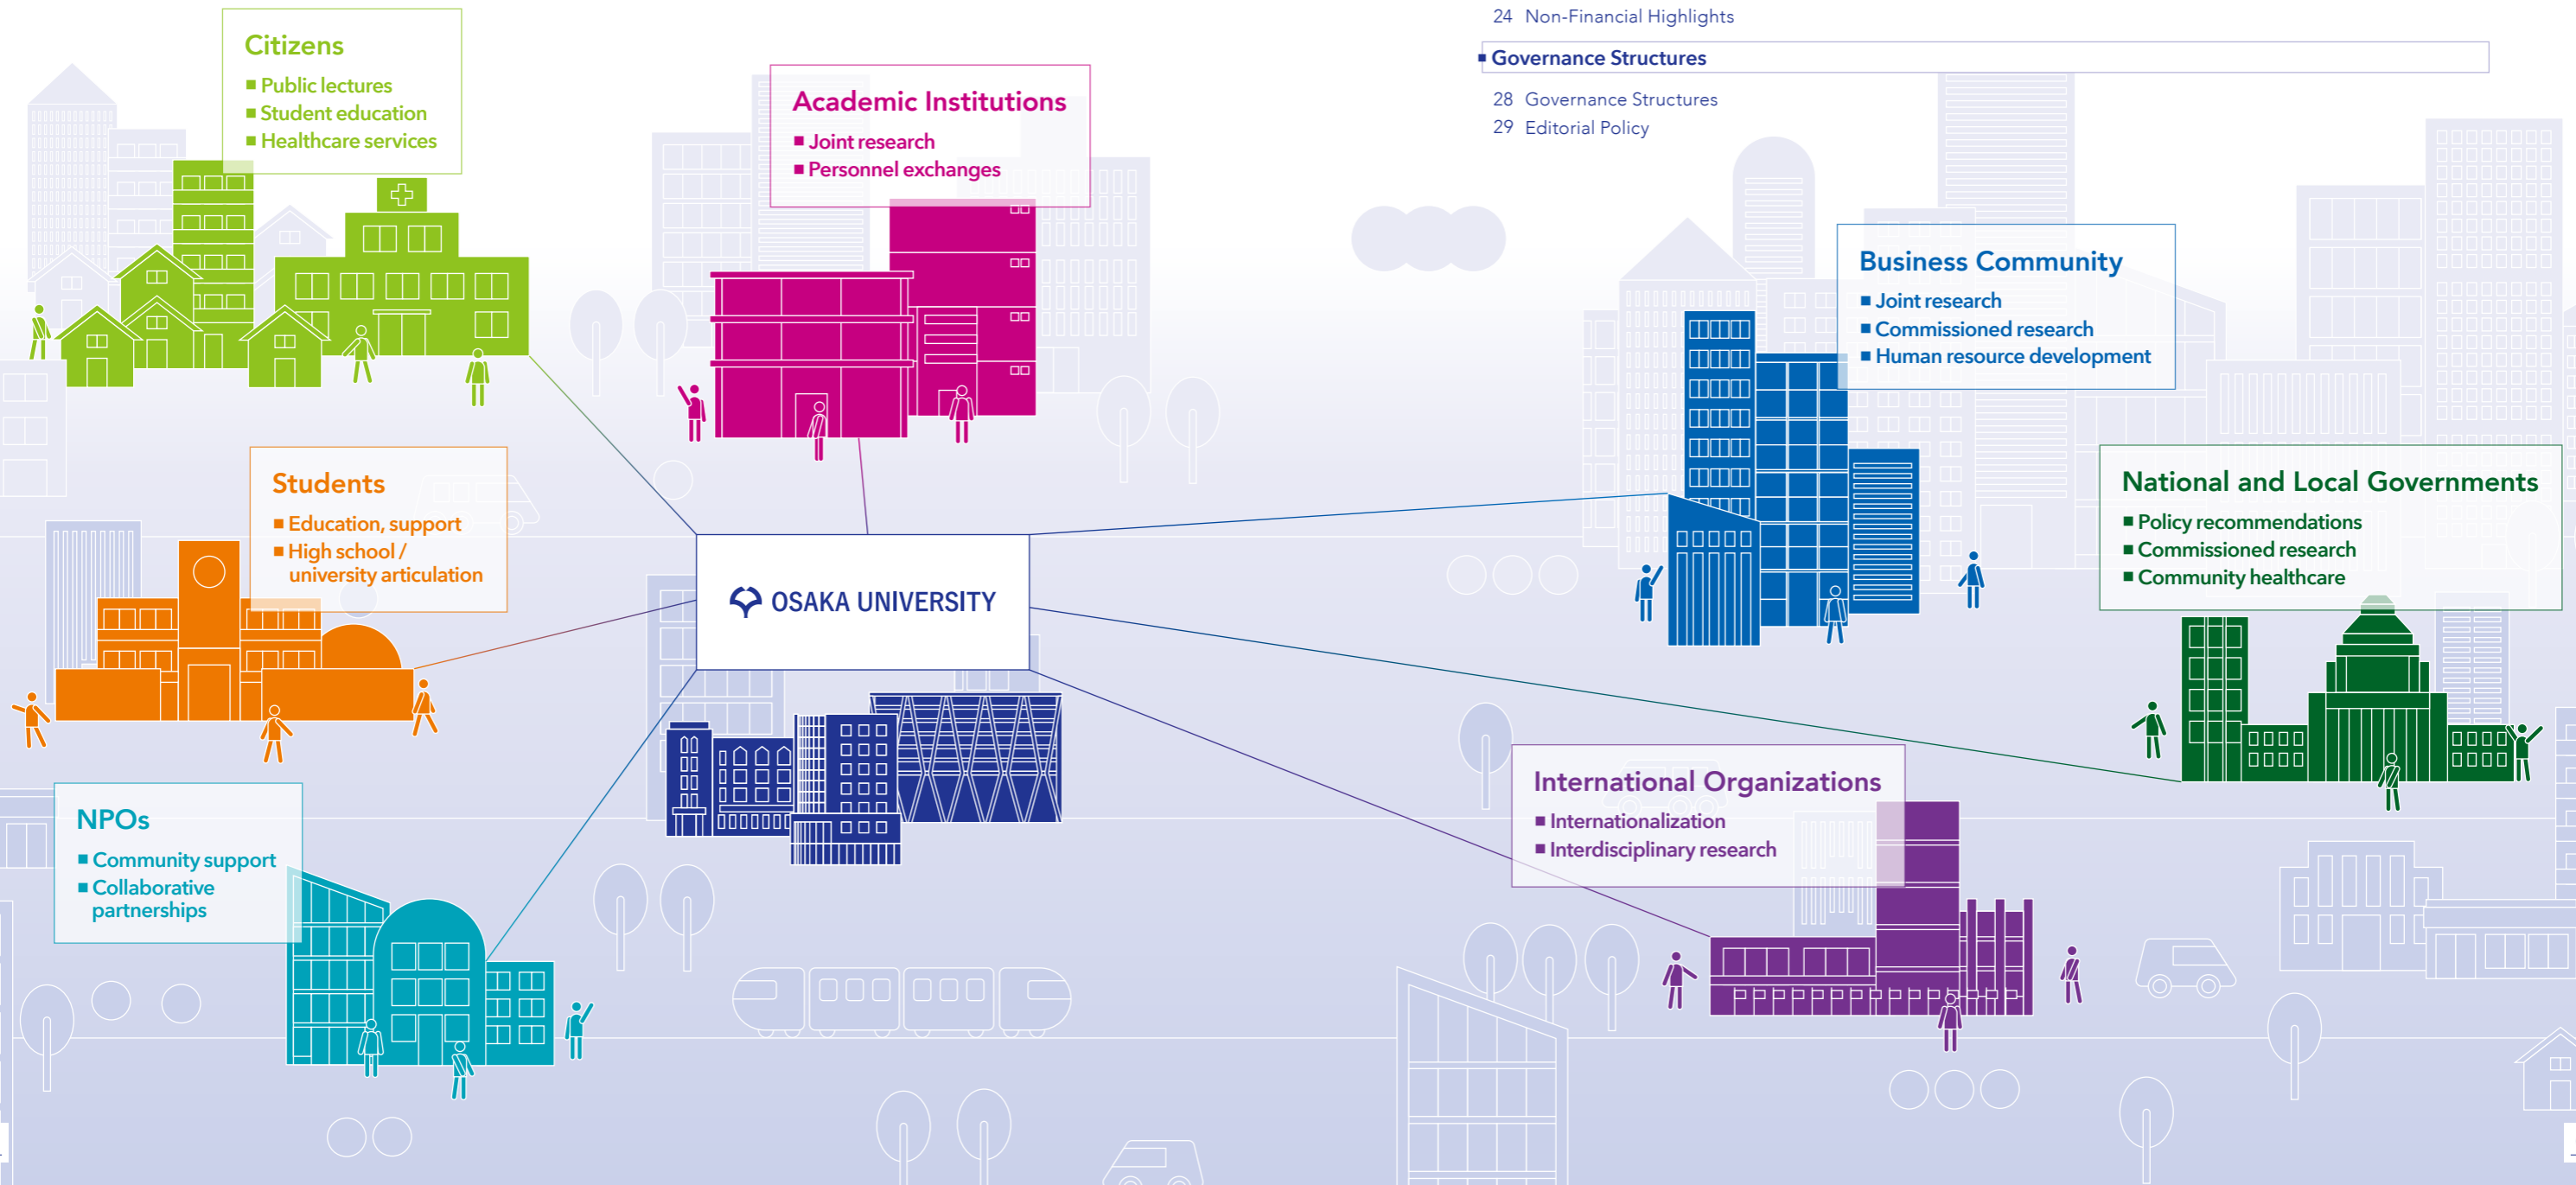 24 Non-Financial Highlights
Governance Structures
28 Governance Structures
29 Editorial Policy
Citizens
■ Public lectures
■ Student education
■ Healthcare services
Academic Institutions
■ Joint research
■ Personnel exchanges
Business Community
■ Joint research
■ Commissioned research
■ Human resource development
Students
■ Education, support
■ High school /
university articulation
National and Local Governments
■ Policy recommendations
■ Commissioned research
■ Community healthcare
OSAKA UNIVERSITY
NPOs
■ Community support
■ Collaborative
partnerships
International Organizations
■ Internationalization
■ Interdisciplinary research